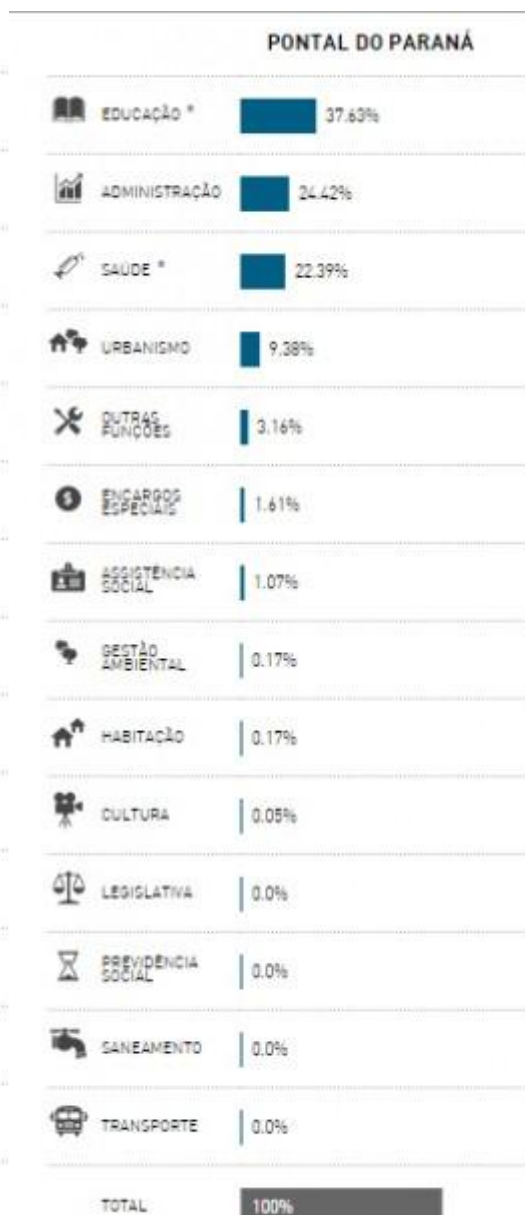 PONTAL DO PARANÁ
EDUCAÇÃO *
37.63%
ADMINISTRAÇÃO
24.42%
SAÚDE *
22.39%
URBANISMO
9.38%
OUTRAS
FUNÇÕES
3.16%
ENCARGOS
ESPECIAIS
1.61%
ASSISTÊNCIA
SOCIAL
1.07%
GESTÃO
AMBIENTAL
0.17%
HABITAÇÃO
0.17%
CULTURA
0.05%
LEGISLATIVA
0.0%
PREVIDÊNCIA
SOCIAL
0.0%
SANEAMENTO
0.0%
TRANSPORTE
0.0%
TOTAL
100%